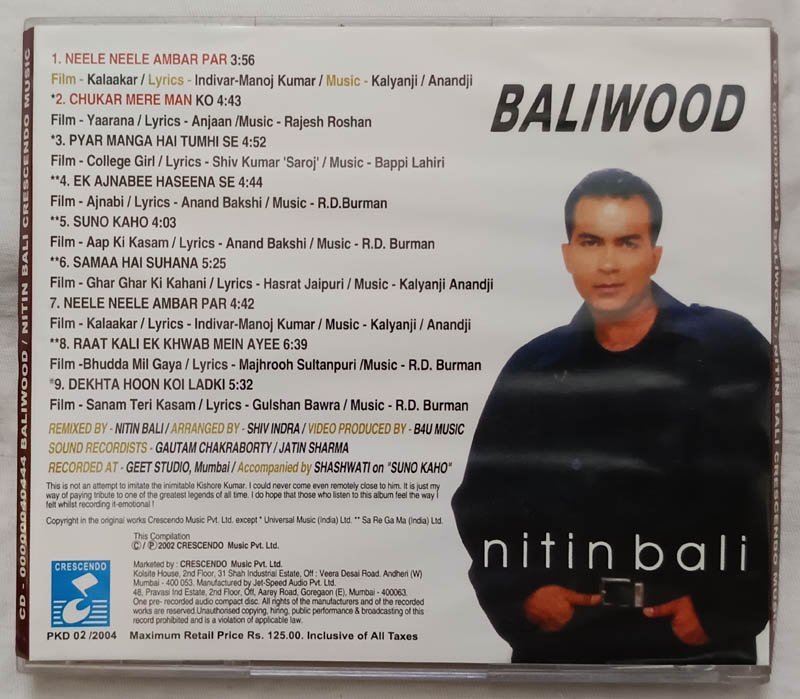 BALIWOOD
1. NEELE NEELE AMBAR PAR 3:56
Film - Kalaakar / Lyrics - Indivar-Manoj Kumar / Music - Kalyanji / Anandji
*2. CHUKAR MERE MAN KO 4:43
Film - Yaarana / Lyrics - Anjaan /Music - Rajesh Roshan
*3. PYAR MANGA HAI TUMHI SE 4:52
Film - College Girl / Lyrics - Shiv Kumar 'Saroj' / Music - Bappi Lahiri
**4. EK AJNABEE HASEENA SE 4:44
Film - Ajnabi / Lyrics - Anand Bakshi / Music - R.D.Burman
**5. SUNO KAHO 4:03
Film - Aap Ki Kasam / Lyrics - Anand Bakshi / Music - R.D. Burman
**6. SAMAA HAI SUHANA 5:25
Film - Ghar Ghar Ki Kahani / Lyrics - Hasrat Jaipuri / Music - Kalyanji Anandji
7. NEELE NEELE AMBAR PAR 4:42
Film - Kalaakar / Lyrics - Indivar-Manoj Kumar / Music - Kalyanji / Anandji
**8. RAAT KALI EK KHWAB MEIN AYEE 6:39
Film -Bhudda Mil Gaya / Lyrics - Majhrooh Sultanpuri /Music - R.D. Burman
*9. DEKHTA HOON KOI LADKI 5:32
Film - Sanam Teri Kasam / Lyrics - Gulshan Bawra / Music - R.D. Burman
REMIXED BY - NITIN BALI / ARRANGED BY - SHIV INDRA / VIDEO PRODUCED BY - B4U MUSIC
SOUND RECORDISTS - GAUTAM CHAKRABORTY / JATIN SHARMA
RECORDED AT - GEET STUDIO, Mumbai / Accompanied by SHASHWATI on "SUNO KAHO"
This is not an attempt to imitate the inimitable Kishore Kumar. I could never come even remotely close to him. It is just my
way of paying tribute to one of the greatest legends of all time. I do hope that those who listen to this album feel the way I
felt whilst recording it-emotional !
Copyright in the original works Crescendo Music Pvt. Ltd. except * Universal Music (India) Ltd. ** Sa Re Ga Ma (India) Ltd.
nitin bali
This Compilation
Ⓒ / Ⓟ 2002 CRESCENDO Music Pvt. Ltd.
CRESCENDO
Marketed by : CRESCENDO Music Pvt. Ltd.
Kolsite House, 2nd Floor, 31 Shah Industrial Estate, Off : Veera Desai Road, Andheri (W)
Mumbai - 400 053. Manufactured by Jet-Speed Audio Pvt. Ltd.
48, Pravasi Ind Estate, 2nd Floor, Off, Aarey Road, Goregaon (E), Mumbai - 400063.
One pre- recorded audio compact disc. All rights of the manufacturers and of the recorded
works are reserved.Unauthorised copying, hiring, public performance & broadcasting of this
record prohibited and is a violation of applicable law.
PKD 02 /2004
Maximum Retail Price Rs. 125.00. Inclusive of All Taxes
CD - 00000040444 BALIWOOD / NITIN BALI CRESCENDO MUSIC
CD - 00000040444 BALIWOOD / NITIN BALI CRESCENDO MUSIC